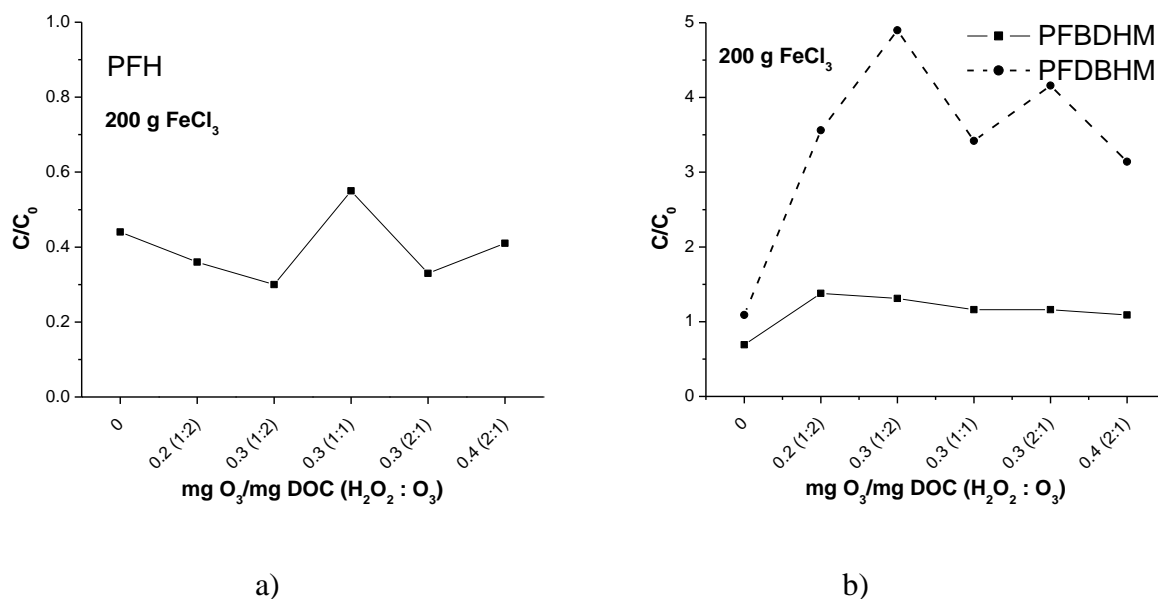 1.0
0.8
0.6
0.4
0.2
0.0
C/C₀
PFH
200 g FeCl₃
0
0.2 (1:2)
0.3 (1:2)
0.3 (1:1)
0.3 (2:1)
0.4 (2:1)
mg O₃/mg DOC (H₂O₂ : O₃)
a)
5
4
3
2
1
0
C/C₀
200 g FeCl₃
PFBDHM
PFDBHM
0
0.2 (1:2)
0.3 (1:2)
0.3 (1:1)
0.3 (2:1)
0.4 (2:1)
mg O₃/mg DOC (H₂O₂ : O₃)
b)